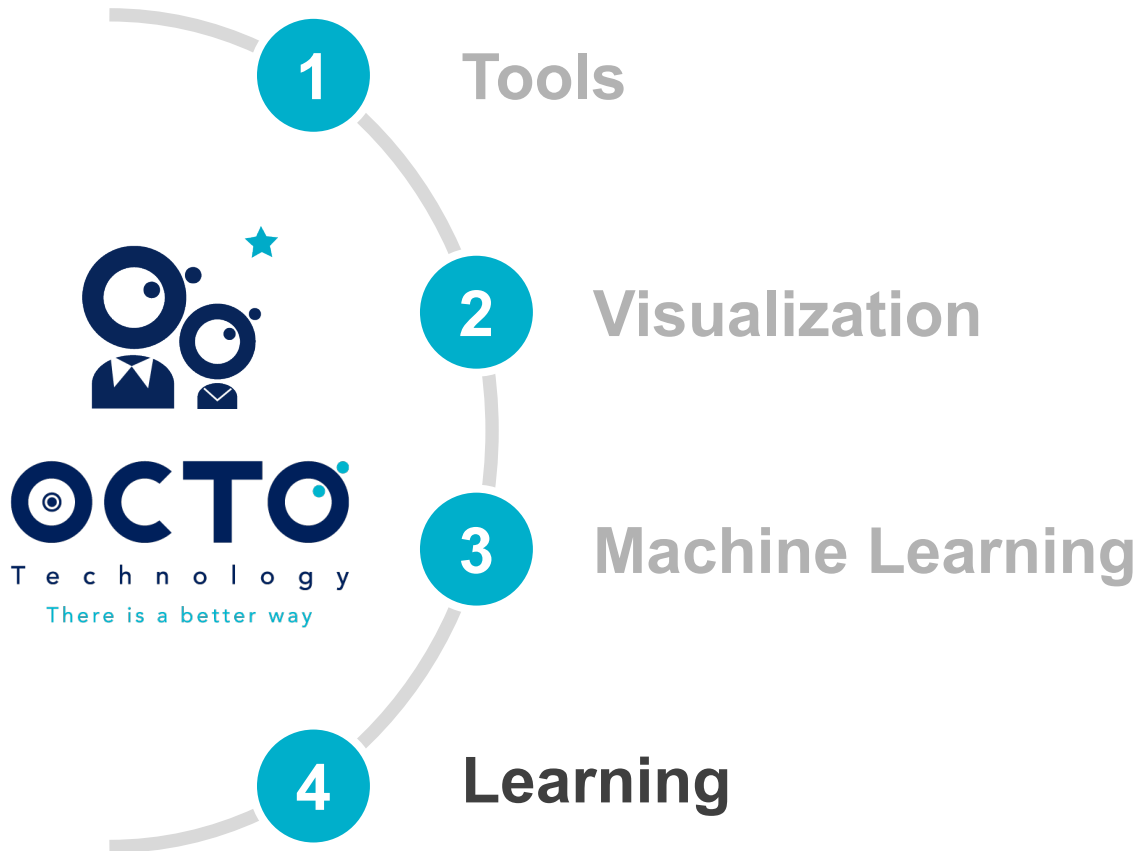 1 Tools
2 Visualization
OCTO
Technology
There is a better way
3 Machine Learning
4 Learning